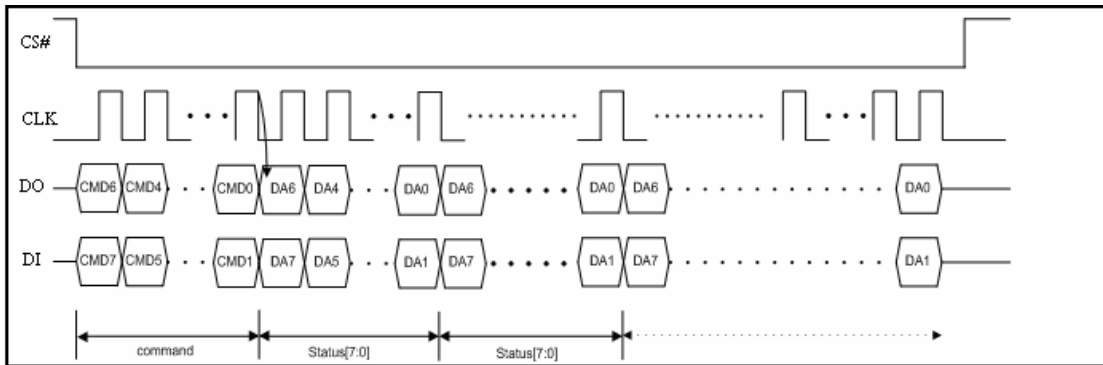 CS#
CLK
DO CMD6 CMD4 CMD0 DA6 DA4 DA0 DA6 DA0 DA6 DA0
DI CMD7 CMD5 CMD1 DA7 DA5 DA1 DA7 DA1 DA7 DA1
command Status[7:0] Status[7:0]